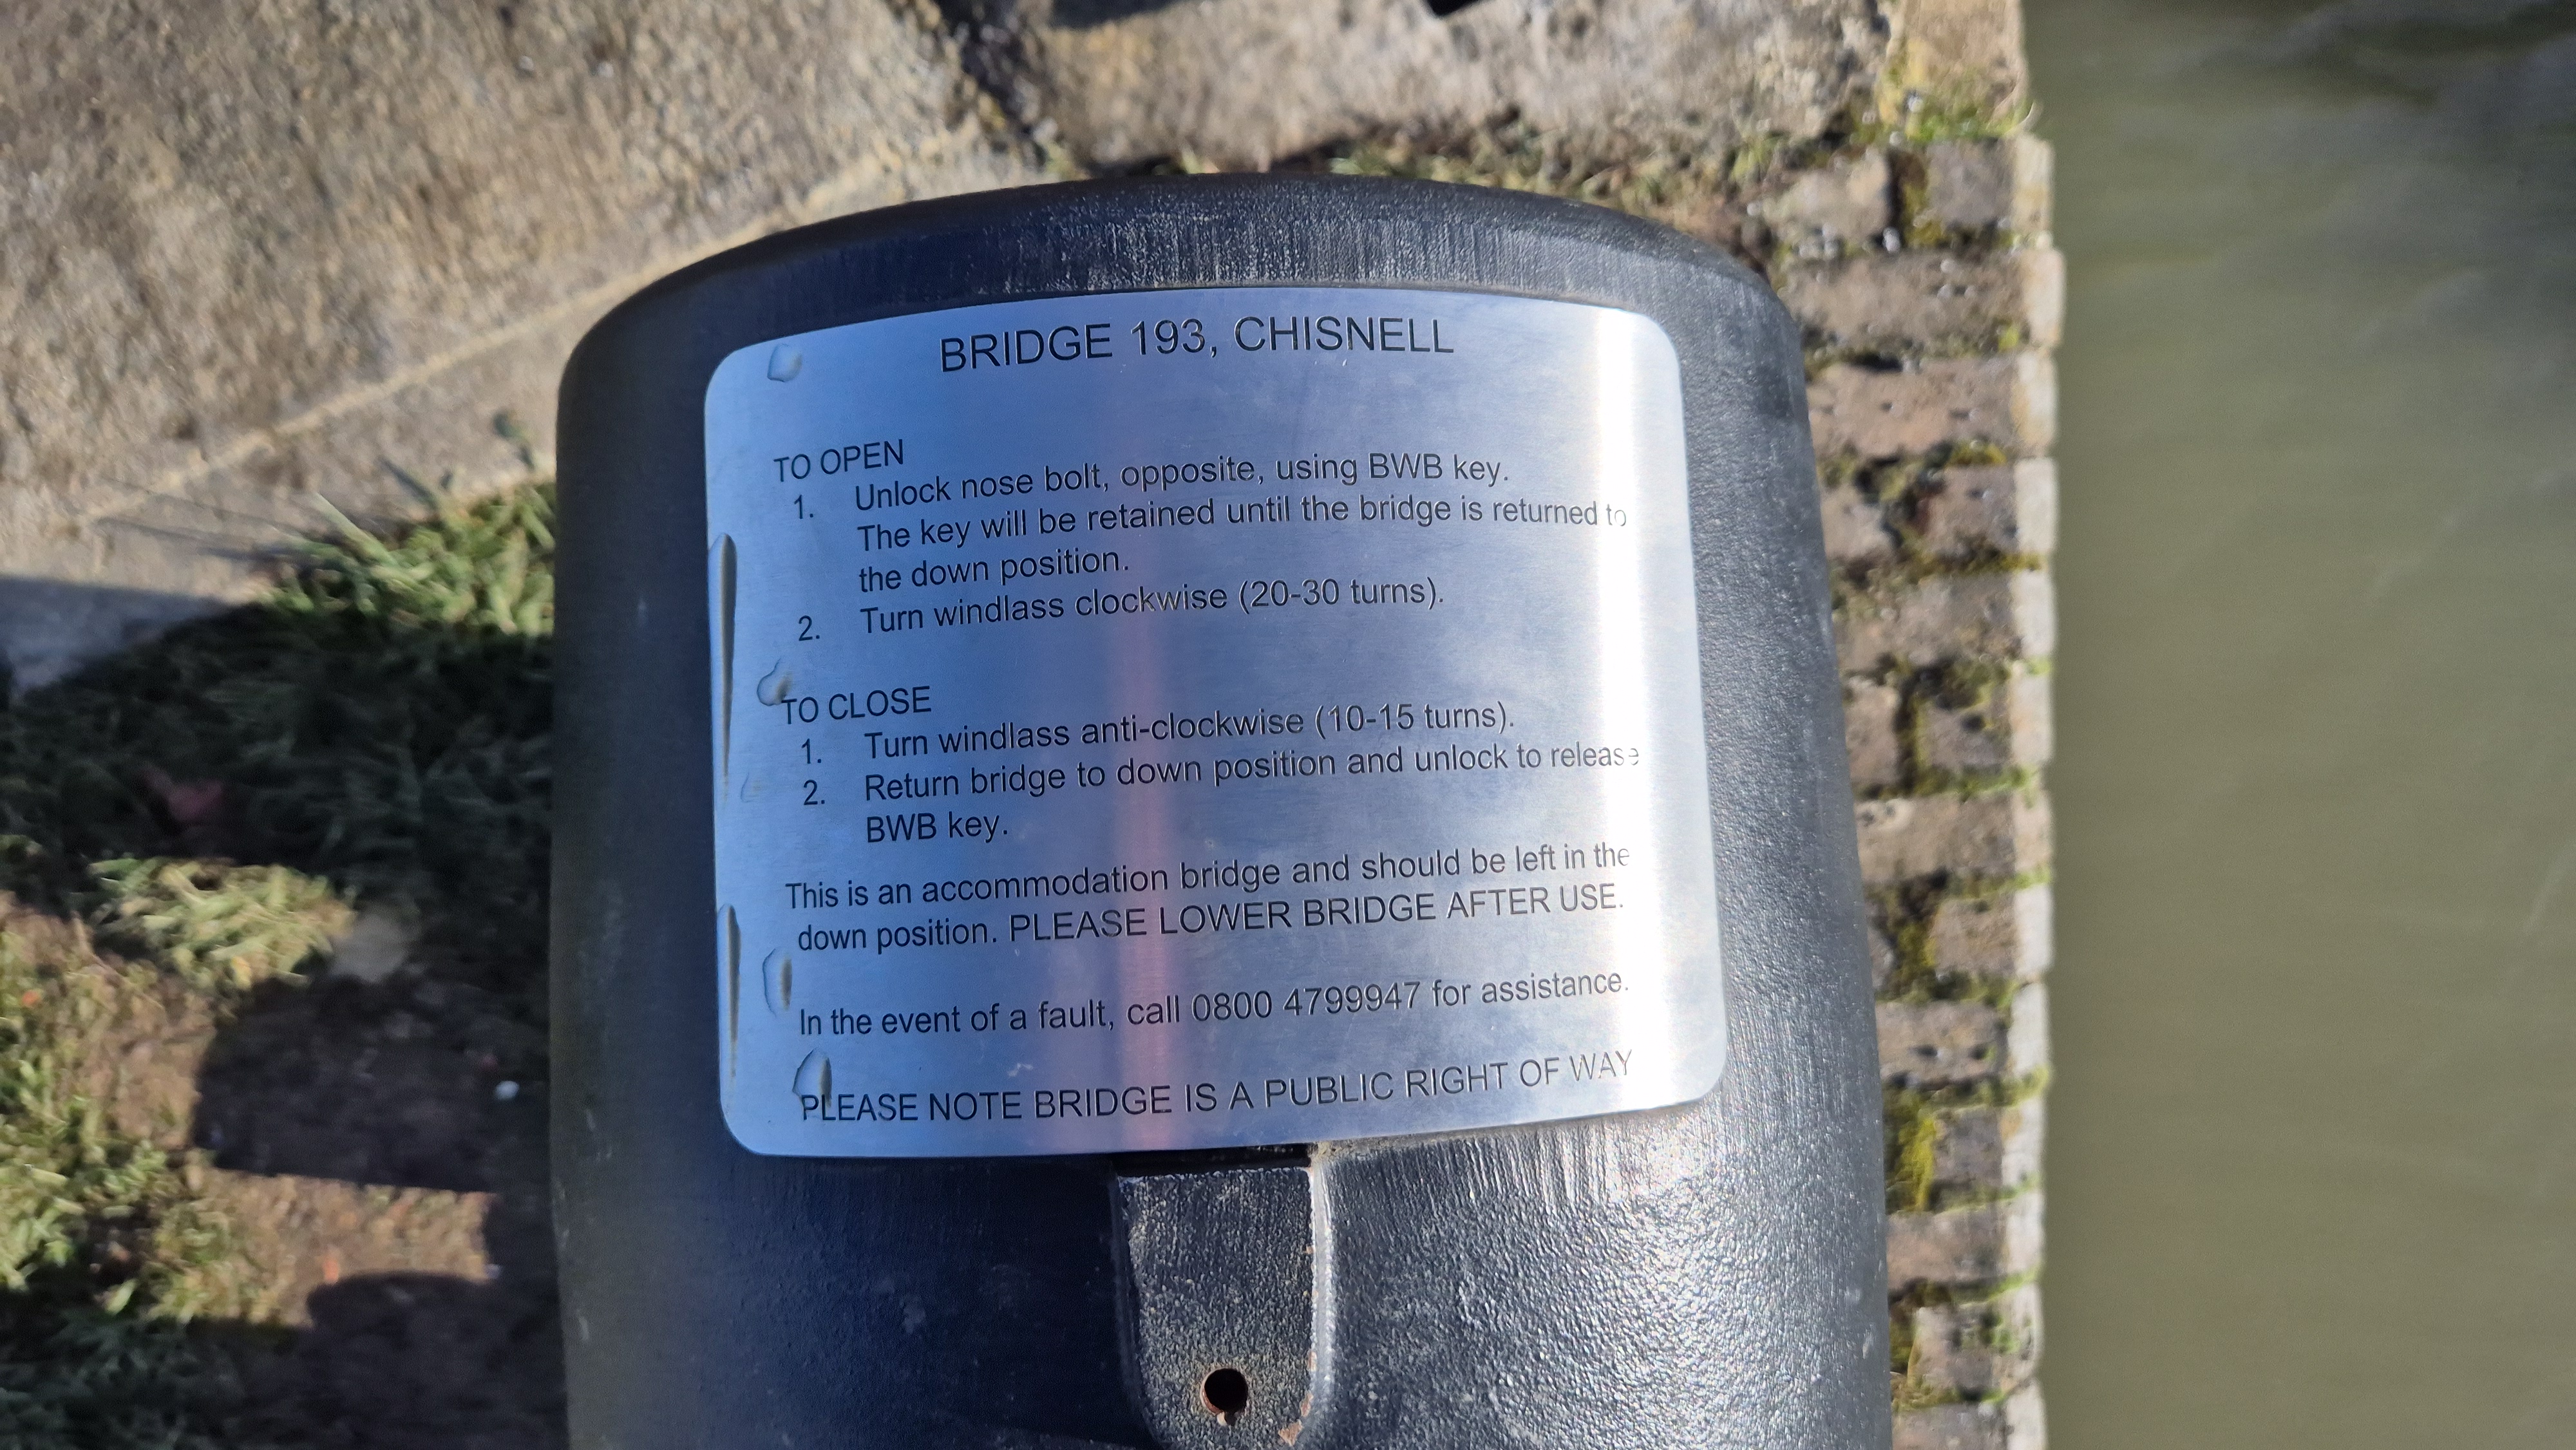 BRIDGE 193, CHISNELL
TO OPEN
1. Unlock nose bolt, opposite, using BWB key.
The key will be retained until the bridge is returned to
the down position.
2. Turn windlass clockwise (20-30 turns).
TO CLOSE
1. Turn windlass anti-clockwise (10-15 turns).
2. Return bridge to down position and unlock to release
BWB key.
This is an accommodation bridge and should be left in the
down position. PLEASE LOWER BRIDGE AFTER USE.
In the event of a fault, call 0800 4799947 for assistance.
PLEASE NOTE BRIDGE IS A PUBLIC RIGHT OF WAY